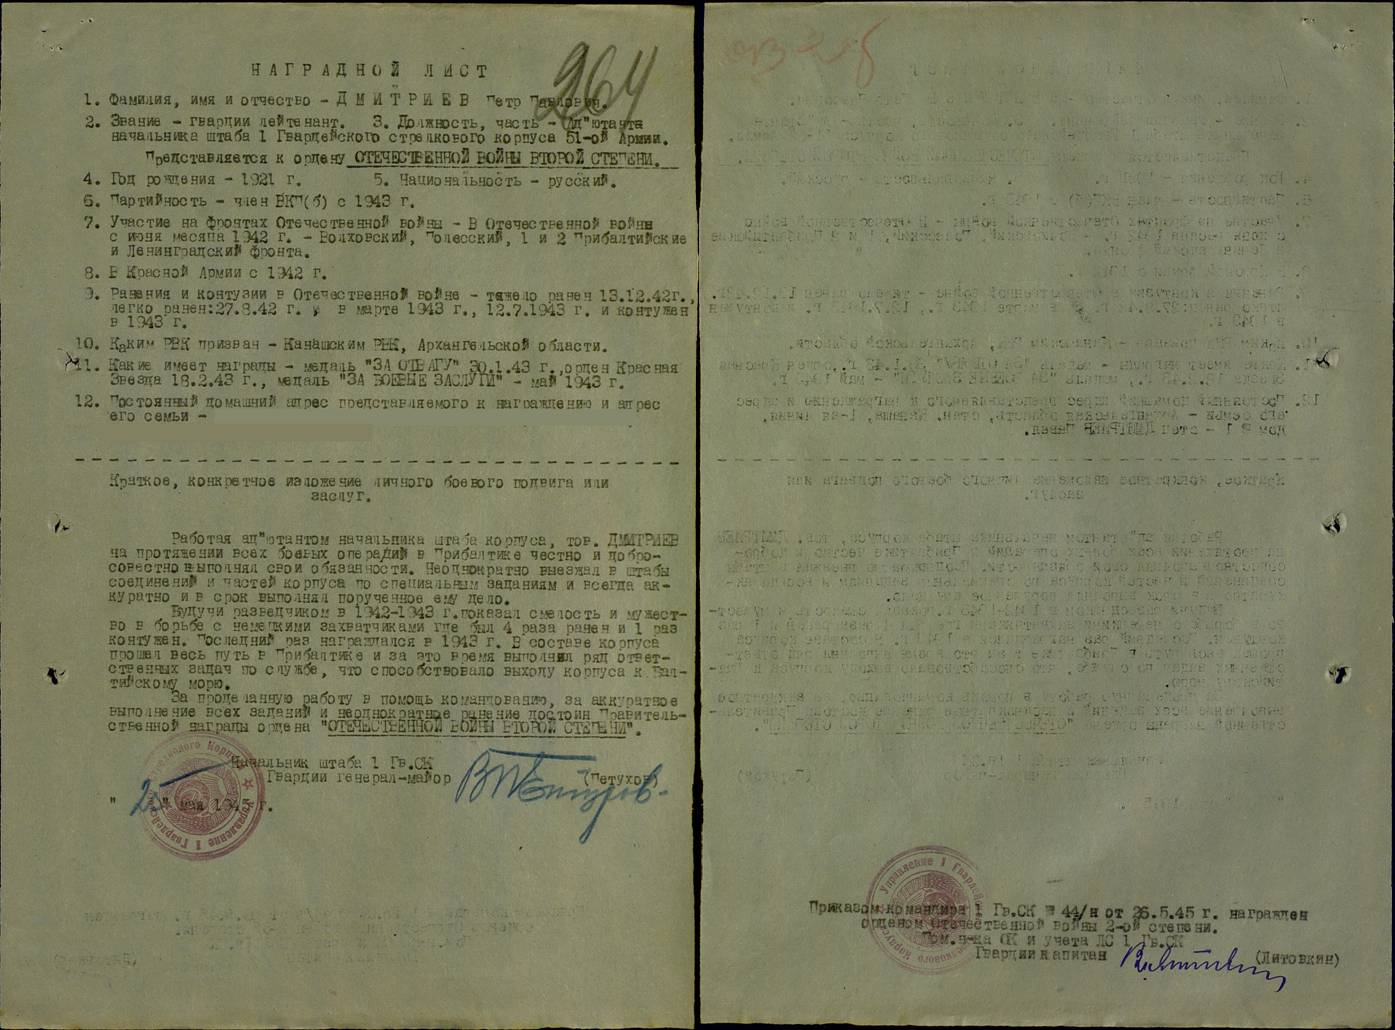 НАГРАДНОЙ ЛИСТ
264
1. Фамилия, имя и отчество - ДМИТРИЕВ Петр Павлович.
2. Звание - гвардии лейтенант. 3. Должность, часть - Ад"ютанта
начальника штаба 1 Гвардейского стрелкового корпуса 51-ой Армии.
Представляется к ордену ОТЕЧЕСТВЕННОЙ ВОЙНЫ ВТОРОЙ СТЕПЕНИ.
4. Год рождения - 1921 г. 5. Национальность - русский.
6. Партийность - член ВКП(б) с 1943 г.
7. Участие на фронтах Отечественной войны - В Отечественной войны
с июня месяца 1942 г. - Волховский, Полесский, 1 и 2 Прибалтийские
и Ленинградский фронта.
8. В Красной Армии с 1942 г.
9. Ранения и контузии в Отечественной войне - тяжело ранен 13.12.42г.,
легко ранен:27.8.42 г. , в марте 1943 г., 12.7.1943 г. и контужен
в 1943 г.
10. Каким РВК призван - Канашским РВК, Архангельской области.
11. Какие имеет награды - медаль "ЗА ОТВАГУ" 30.1.43 г.,орден Красная
Звезда 18.2.43 г., медаль "ЗА БОЕВЫЕ ЗАСЛУГИ" - май 1943 г.
12. Постоянный домашний адрес представляемого к награждению и адрес
его семьи -
Краткое, конкретное изложение личного боевого подвига или
заслуг.
Работая ад"ютантом начальника штаба корпуса, тов. ДМИТРИЕВ
на протяжении всех боевых операций в Прибалтике честно и добро-
совестно выполнял свои обязанности. Неоднократно выезжал в штабы
соединений и частей корпуса по специальным заданиям и всегда ак-
куратно и в срок выполнял порученное ему дело.
Будучи разведчиком в 1942-1943 г.показал смелость и мужест-
во в борьбе с немецкими захватчиками где был 4 раза ранен и 1 раз
контужен. Последний раз награждался в 1943 г. В составе корпуса
прошел весь путь в Прибалтике и за это время выполнил ряд ответ-
ственных задач по службе, что способствовало выходу корпуса к Бал-
тийскому морю.
За проделанную работу в помощь командованию, за аккуратное
выполнение всех заданий и неоднократное ранение достоин Правитель-
ственной награды ордена "ОТЕЧЕСТВЕННОЙ ВОЙНЫ ВТОРОЙ СТЕПЕНИ".
Начальник штаба 1 Гв.СК
Гвардии генерал-майор (Петухов)
"25" мая 194 г.
Управление 1 Гвардейского Корпуса
Приказом командира 1 Гв.СК № 44/н от 26.5.45 г. награжден
орденом Отечественной войны 2-ой степени.
Пом.н-ка ОК и учета ЛС 1 Гв.СК
Гвардии капитан (Литовкин)